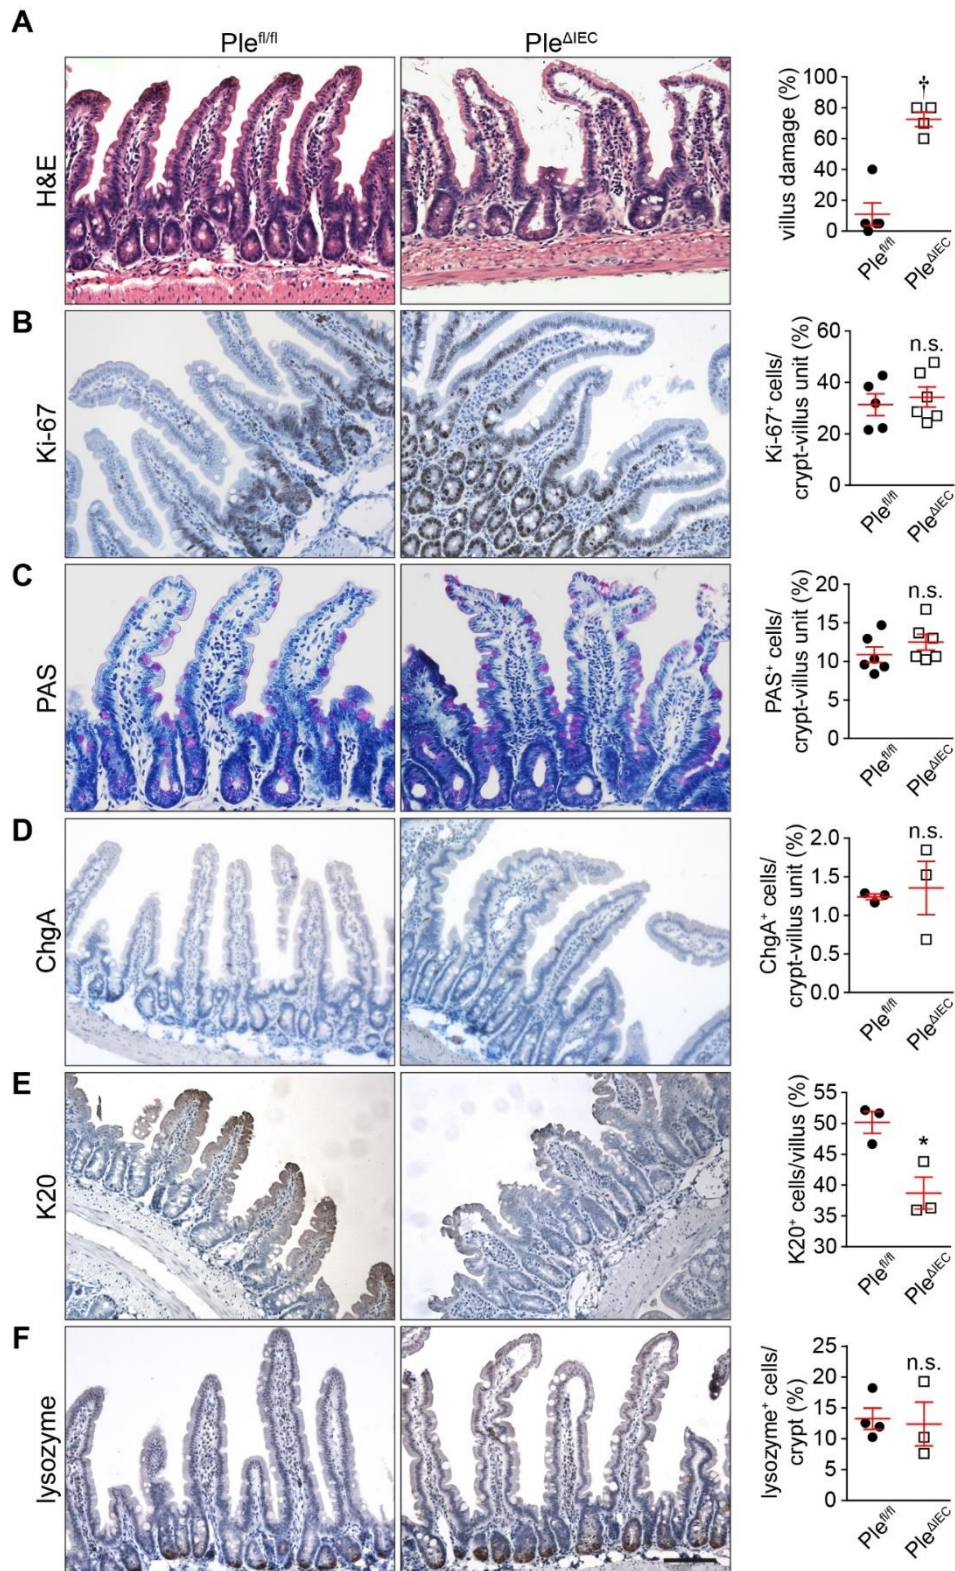 A
Ple^fl/fl
Ple^ΔIEC
H&E
villus damage (%)
100
80
60
40
20
0
†
Ple^fl/fl
Ple^ΔIEC
B
Ki-67
Ki-67⁺ cells/
crypt-villus unit (%)
60
40
20
0
n.s.
Ple^fl/fl
Ple^ΔIEC
C
PAS
PAS⁺ cells/
crypt-villus unit (%)
20
15
10
5
0
n.s.
Ple^fl/fl
Ple^ΔIEC
D
ChgA
ChgA⁺ cells/
crypt-villus unit (%)
2.0
1.5
1.0
0.5
0.0
n.s.
Ple^fl/fl
Ple^ΔIEC
E
K20
K20⁺ cells/villus (%)
55
50
45
40
35
30
*
Ple^fl/fl
Ple^ΔIEC
F
lysozyme
lysozyme⁺ cells/
crypt (%)
25
20
15
10
5
0
n.s.
Ple^fl/fl
Ple^ΔIEC